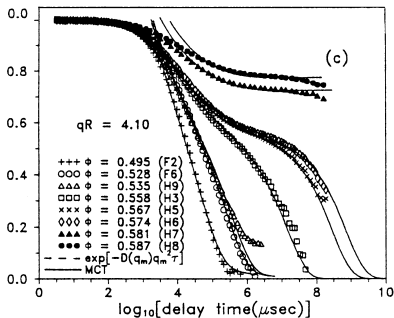 (c)
0.8
0.6
0.4
0.2
0.0
qR = 4.10
+++ Φ = 0.495 (F2)
○○○ Φ = 0.528 (F6)
△△△ Φ = 0.535 (H9)
□□□ Φ = 0.558 (H3)
××× Φ = 0.567 (H5)
◇◇◇ Φ = 0.574 (H6)
▲▲▲ Φ = 0.581 (H7)
●●● Φ = 0.587 (H8)
– – exp[-D(qₘ)qₘ²τ]
— MCT
0 2 4 6 8 10
log₁₀[delay time(μsec)]